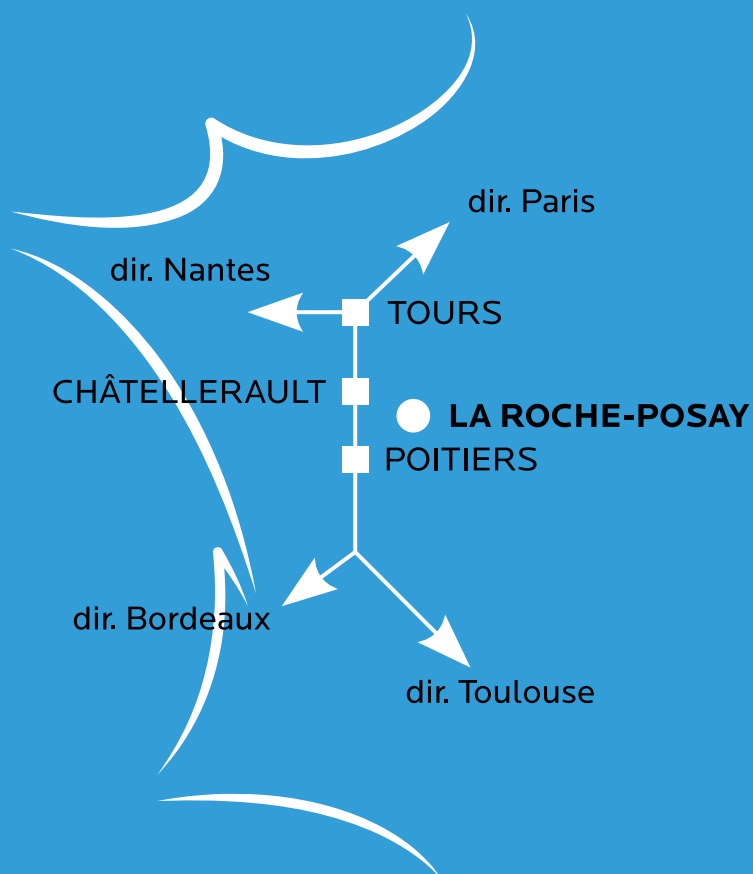 dir. Paris
dir. Nantes
TOURS
CHÂTELLERAULT
LA ROCHE-POSAY
POITIERS
dir. Bordeaux
dir. Toulouse